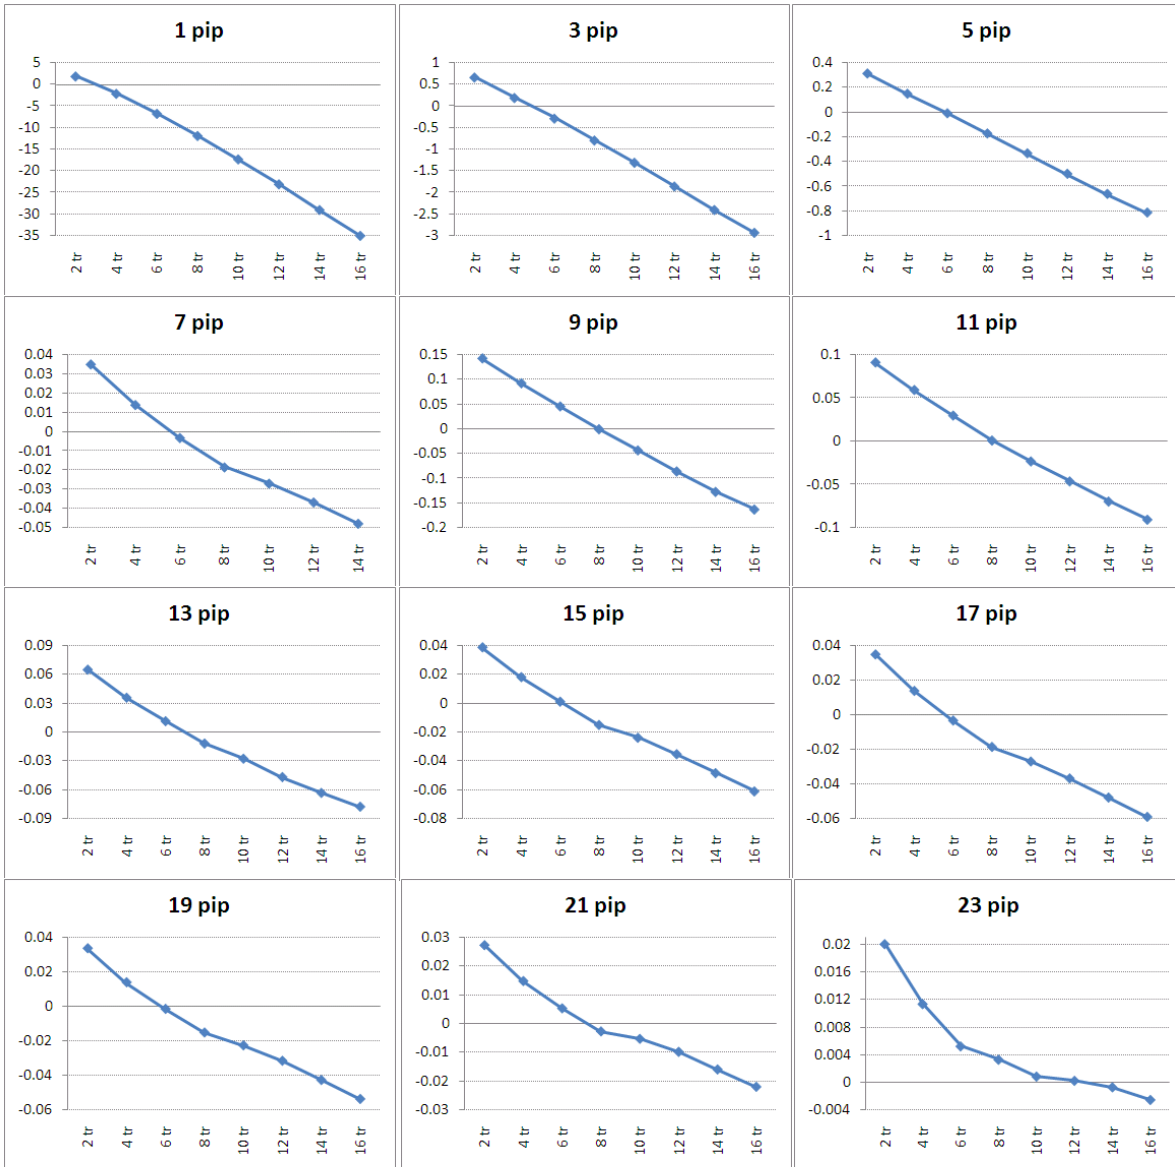 1 pip
5
0
-5
-10
-15
-20
-25
-30
-35
2 tr
4 tr
6 tr
8 tr
10 tr
12 tr
14 tr
16 tr
3 pip
1
0.5
0
-0.5
-1
-1.5
-2
-2.5
-3
2 tr
4 tr
6 tr
8 tr
10 tr
12 tr
14 tr
16 tr
5 pip
0.4
0.2
0
-0.2
-0.4
-0.6
-0.8
-1
2 tr
4 tr
6 tr
8 tr
10 tr
12 tr
14 tr
16 tr
7 pip
0.04
0.03
0.02
0.01
0
-0.01
-0.02
-0.03
-0.04
-0.05
2 tr
4 tr
6 tr
8 tr
10 tr
12 tr
14 tr
9 pip
0.15
0.1
0.05
0
-0.05
-0.1
-0.15
-0.2
2 tr
4 tr
6 tr
8 tr
10 tr
12 tr
14 tr
16 tr
11 pip
0.1
0.05
0
-0.05
-0.1
2 tr
4 tr
6 tr
8 tr
10 tr
12 tr
14 tr
16 tr
13 pip
0.09
0.06
0.03
0
-0.03
-0.06
-0.09
2 tr
4 tr
6 tr
8 tr
10 tr
12 tr
14 tr
16 tr
15 pip
0.04
0.02
0
-0.02
-0.04
-0.06
-0.08
2 tr
4 tr
6 tr
8 tr
10 tr
12 tr
14 tr
16 tr
17 pip
0.04
0.02
0
-0.02
-0.04
-0.06
2 tr
4 tr
6 tr
8 tr
10 tr
12 tr
14 tr
16 tr
19 pip
0.04
0.02
0
-0.02
-0.04
-0.06
2 tr
4 tr
6 tr
8 tr
10 tr
12 tr
14 tr
16 tr
21 pip
0.03
0.02
0.01
0
-0.01
-0.02
-0.03
2 tr
4 tr
6 tr
8 tr
10 tr
12 tr
14 tr
16 tr
23 pip
0.02
0.016
0.012
0.008
0.004
0
-0.004
2 tr
4 tr
6 tr
8 tr
10 tr
12 tr
14 tr
16 tr